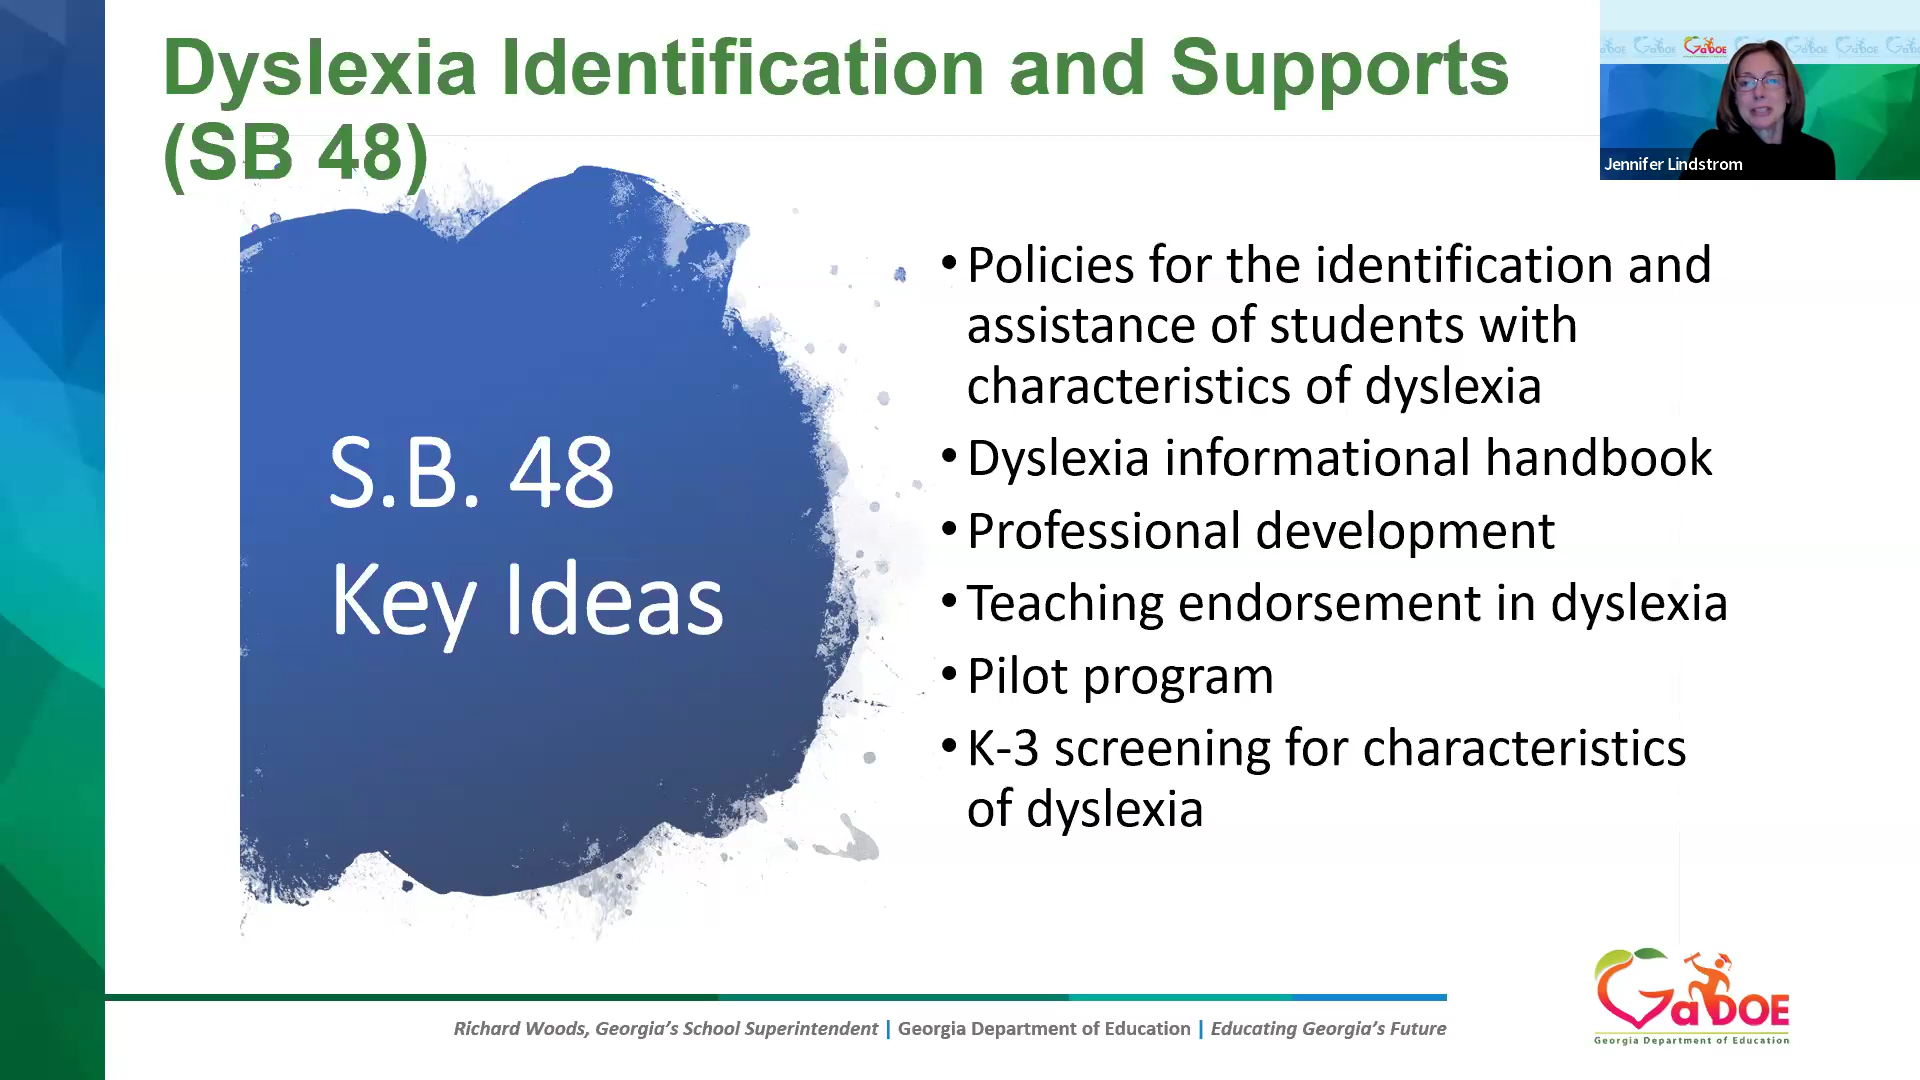 Dyslexia Identification and Supports
(SB 48)
GaDOE
Jennifer Lindstrom
S.B. 48
Key Ideas
• Policies for the identification and
assistance of students with
characteristics of dyslexia
• Dyslexia informational handbook
• Professional development
• Teaching endorsement in dyslexia
• Pilot program
• K-3 screening for characteristics
of dyslexia
Richard Woods, Georgia's School Superintendent | Georgia Department of Education | Educating Georgia's Future
GaDOE
Georgia Department of Education